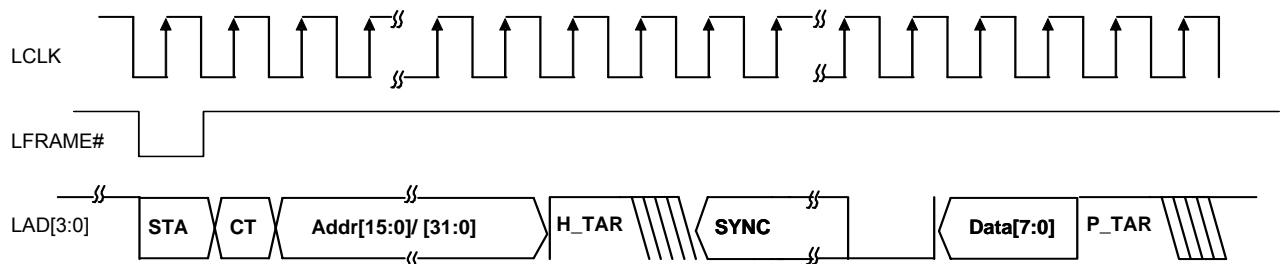 LCLK
LFRAME#
LAD[3:0] STA CT Addr[15:0]/ [31:0] H_TAR SYNC Data[7:0] P_TAR